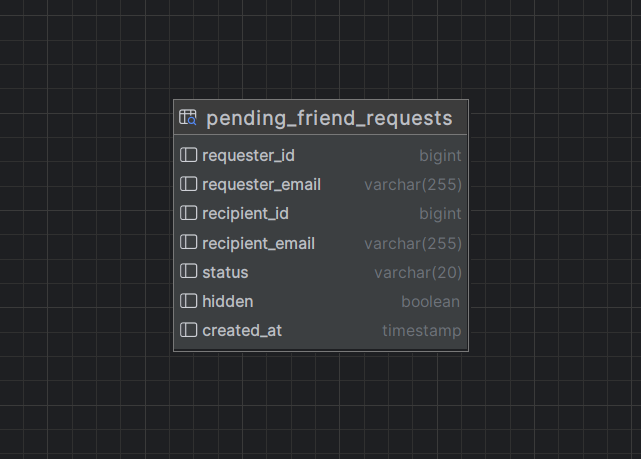 pending_friend_requests
requester_id bigint
requester_email varchar(255)
recipient_id bigint
recipient_email varchar(255)
status varchar(20)
hidden boolean
created_at timestamp